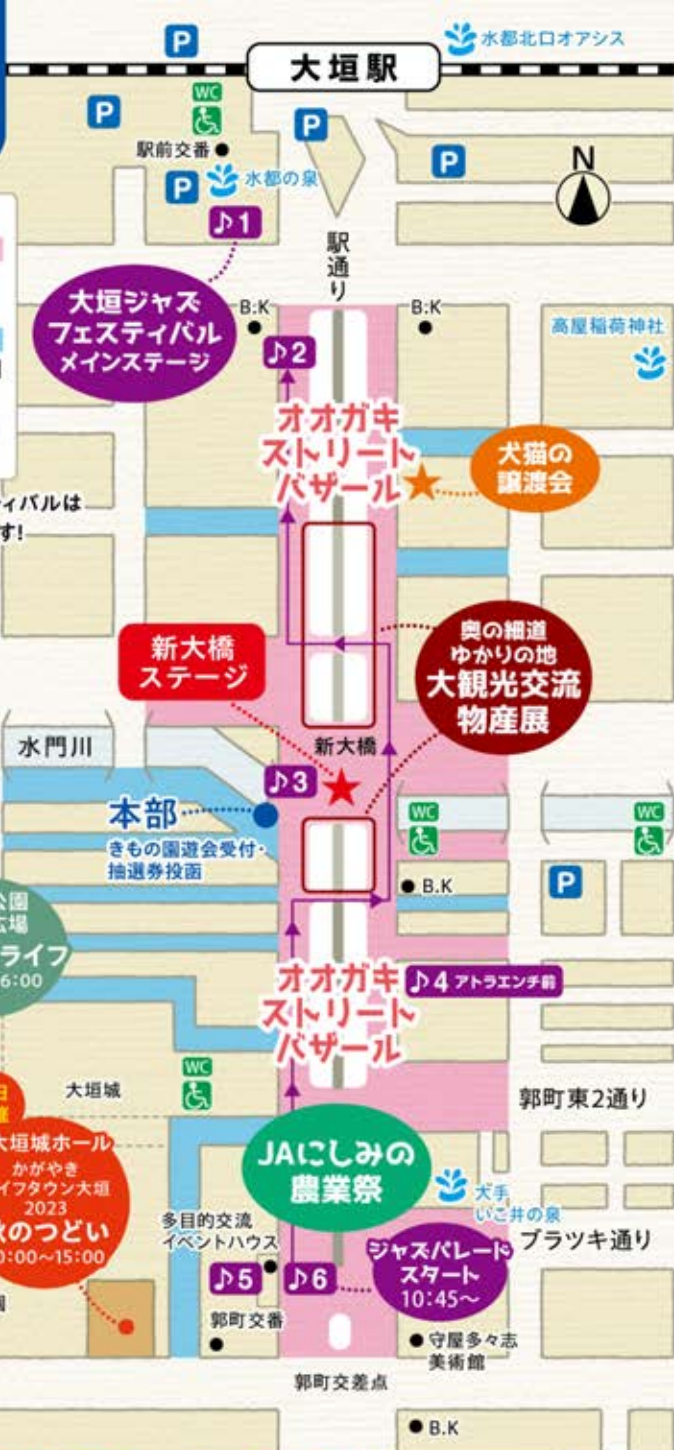 P
水都北口オアシス
大垣駅
WC
P
P
駅前交番
P
N
P
水都の泉
♪1
駅通り
大垣ジャズ
フェスティバル
メインステージ
B.K
B.K
高屋稲荷神社
♪2
オオガキ
ストリート
バザール
犬猫の
譲渡会
ィバルは
す!
新大橋
ステージ
奥の細道
ゆかりの地
大観光交流
物産展
水門川
新大橋
♪3
本部
きもの園遊会受付・
抽選券投函
WC
WC
B.K
P
公園
広場
ライフ
6:00
オオガキ
ストリート
バザール
♪4 アトラエンチ前
WC
大垣城
郭町東2通り
大垣城ホール
かがやき
イフタウン大垣
2023
秋のつどい
0:00～15:00
JAにしみの
農業祭
大手
いこ井の泉
多目的交流
イベントハウス
ジャズパレード
スタート
10:45～
ブラツキ通り
♪5
♪6
郭町交番
守屋多々志
美術館
郭町交差点
B.K